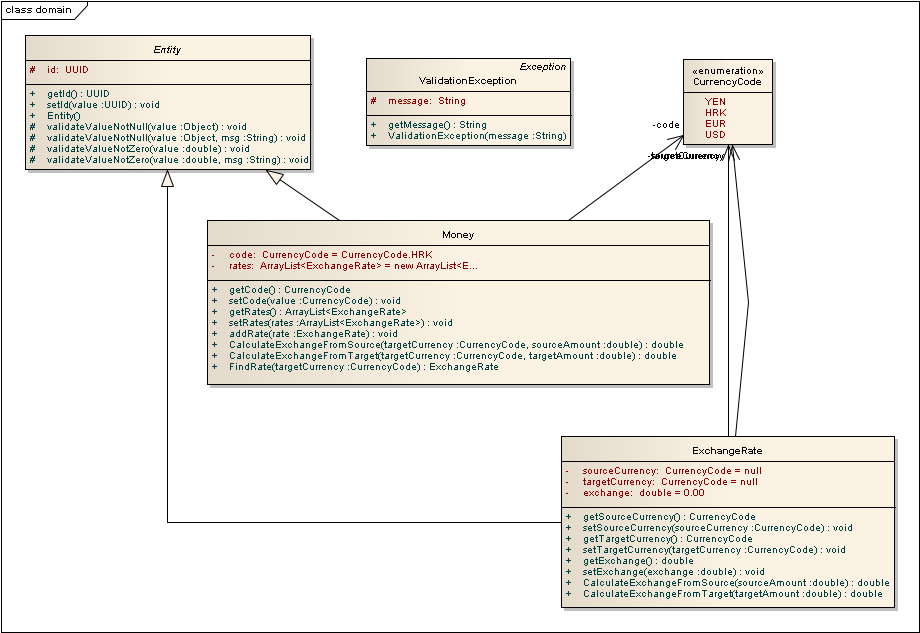 class domain
Entity
# id: UUID
+ getId() : UUID
+ setId(value :UUID) : void
+ Entity()
# validateValueNotNull(value :Object) : void
# validateValueNotNull(value :Object, msg :String) : void
# validateValueNotZero(value :double) : void
# validateValueNotZero(value :double, msg :String) : void
Exception
ValidationException
# message: String
+ getMessage() : String
+ ValidationException(message :String)
«enumeration»
CurrencyCode
YEN
HRK
EUR
USD
-code
Money
- code: CurrencyCode = CurrencyCode.HRK
- rates: ArrayList<ExchangeRate> = new ArrayList<E...
+ getCode() : CurrencyCode
+ setCode(value :CurrencyCode) : void
+ getRates() : ArrayList<ExchangeRate>
+ setRates(rates :ArrayList<ExchangeRate>) : void
+ addRate(rate :ExchangeRate) : void
+ CalculateExchangeFromSource(targetCurrency :CurrencyCode, sourceAmount :double) : double
+ CalculateExchangeFromTarget(targetCurrency :CurrencyCode, targetAmount :double) : double
+ FindRate(targetCurrency :CurrencyCode) : ExchangeRate
ExchangeRate
- sourceCurrency: CurrencyCode = null
- targetCurrency: CurrencyCode = null
- exchange: double = 0.00
+ getSourceCurrency() : CurrencyCode
+ setSourceCurrency(sourceCurrency :CurrencyCode) : void
+ getTargetCurrency() : CurrencyCode
+ setTargetCurrency(targetCurrency :CurrencyCode) : void
+ getExchange() : double
+ setExchange(exchange :double) : void
+ CalculateExchangeFromSource(sourceAmount :double) : double
+ CalculateExchangeFromTarget(targetAmount :double) : double